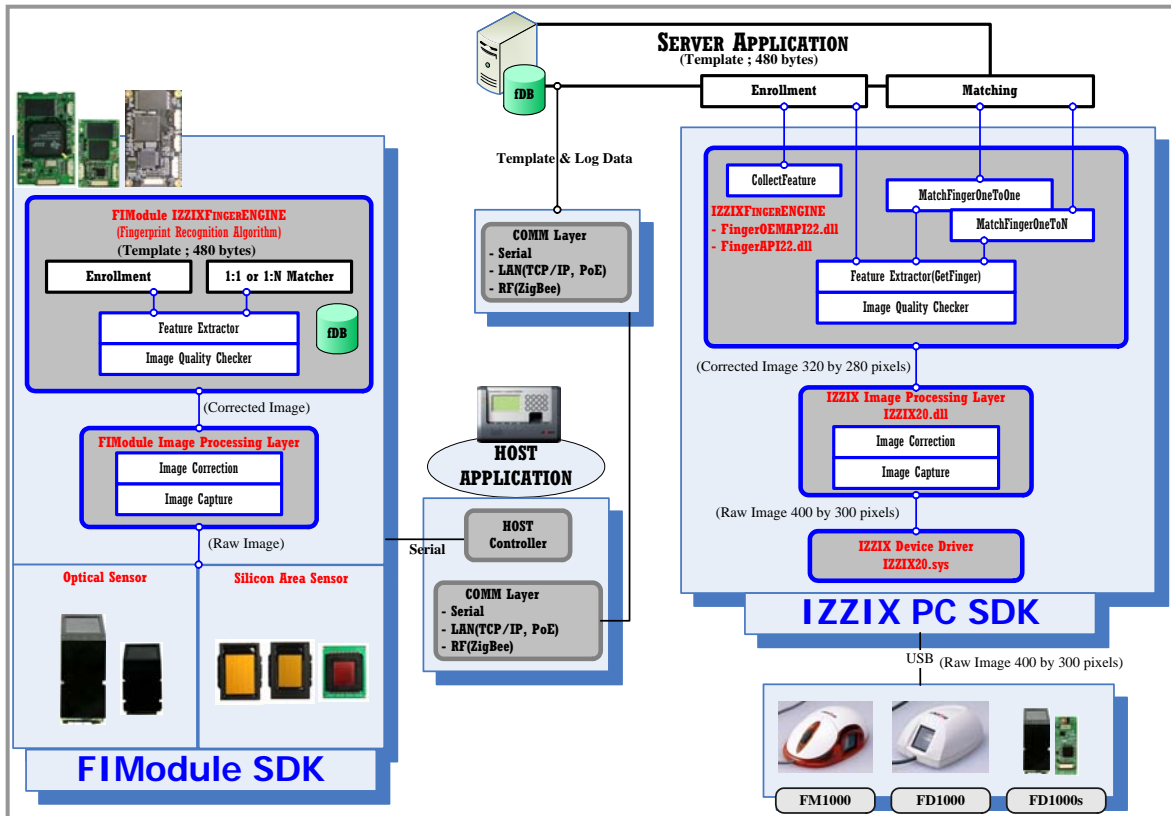 SERVER APPLICATION
(Template ; 480 bytes)
fDB
Enrollment
Matching
Template & Log Data
COMM Layer
- Serial
- LAN(TCP/IP, PoE)
- RF(ZigBee)
FIModule IZZIXFINGERENGINE
(Fingerprint Recognition Algorithm)
(Template ; 480 bytes)
Enrollment
1:1 or 1:N Matcher
Feature Extractor
Image Quality Checker
fDB
(Corrected Image)
FIModule Image Processing Layer
Image Correction
Image Capture
(Raw Image)
Optical Sensor
Silicon Area Sensor
FIModule SDK
HOST
APPLICATION
Serial
HOST
Controller
COMM Layer
- Serial
- LAN(TCP/IP, PoE)
- RF(ZigBee)
CollectFeature
MatchFingerOneToOne
MatchFingerOneToN
IZZIXFINGERENGINE
- FingerOEMAPI22.dll
- FingerAPI22.dll
Feature Extractor(GetFinger)
Image Quality Checker
(Corrected Image 320 by 280 pixels)
IZZIX Image Processing Layer
IZZIX20.dll
Image Correction
Image Capture
(Raw Image 400 by 300 pixels)
IZZIX Device Driver
IZZIX20.sys
IZZIX PC SDK
USB
(Raw Image 400 by 300 pixels)
FM1000
FD1000
FD1000s